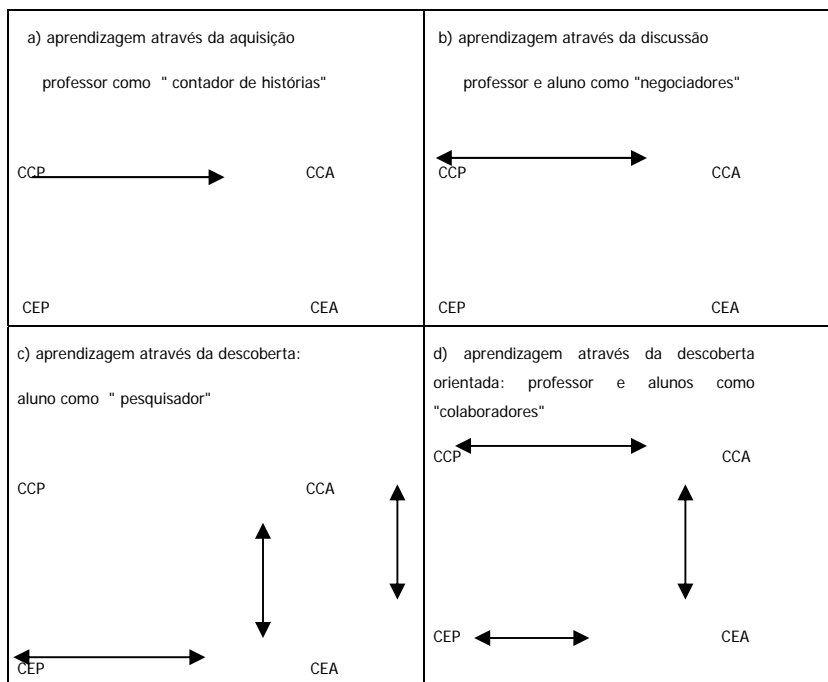 a) aprendizagem através da aquisição
professor como " contador de histórias"
CCP CCA
CEP CEA
b) aprendizagem através da discussão
professor e aluno como "negociadores"
CCP CCA
CEP CEA
c) aprendizagem através da descoberta:
aluno como " pesquisador"
CCP CCA
CEP CEA
d) aprendizagem através da descoberta
orientada: professor e alunos como
"colaboradores"
CCP CCA
CEP CEA